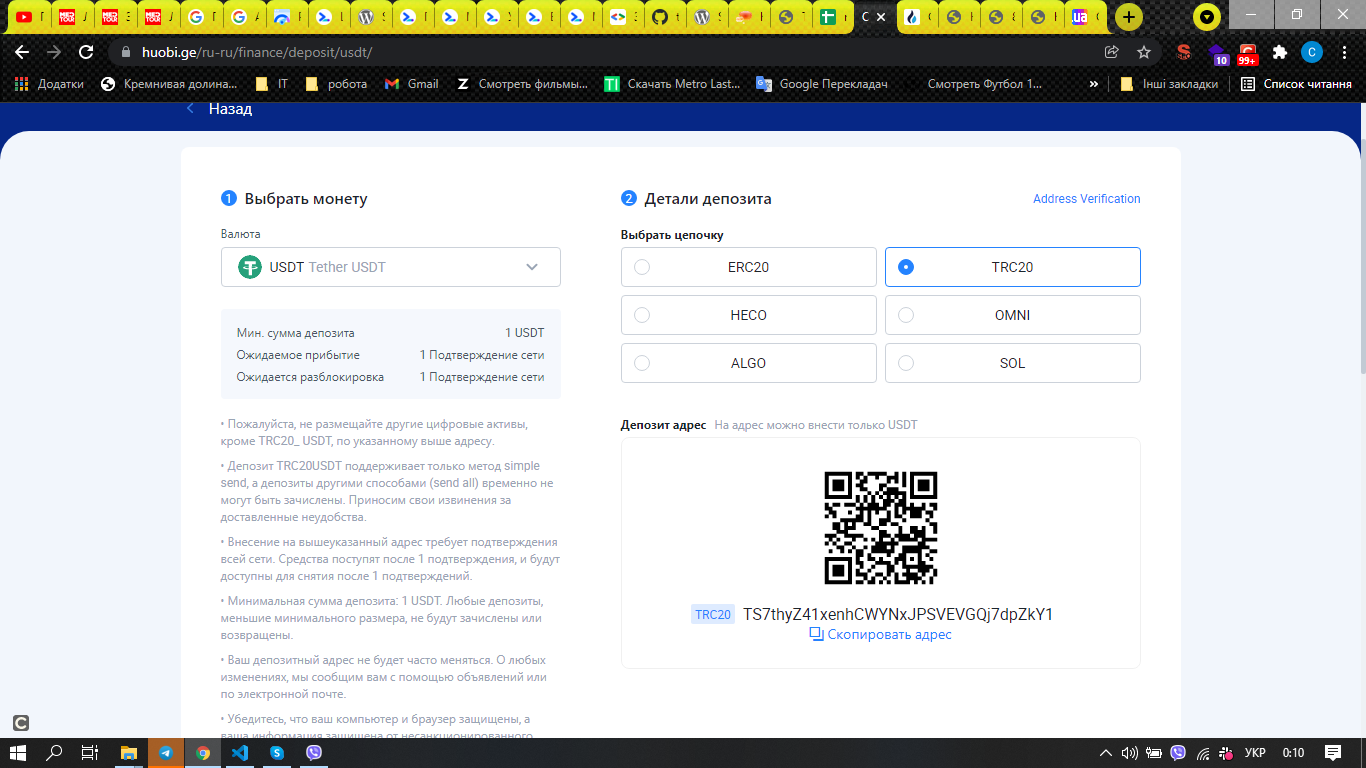 huobi.ge/ru-ru/finance/deposit/usdt/
10
99+
C
Додатки
Кремнивая долина...
IT
робота
Gmail
Смотреть фильмы...
Скачать Metro Last...
Google Перекладач
Смотреть Футбол 1...
»
Інші закладки
Список читання
Назад
1 Выбрать монету
Валюта
USDT Tether USDT
Мин. сумма депозита 1 USDT
Ожидаемое прибытие 1 Подтверждение сети
Ожидается разблокировка 1 Подтверждение сети
• Пожалуйста, не размещайте другие цифровые активы,
кроме TRC20_ USDT, по указанному выше адресу.
• Депозит TRC20USDT поддерживает только метод simple
send, а депозиты другими способами (send all) временно не
могут быть зачислены. Приносим свои извинения за
доставленные неудобства.
• Внесение на вышеуказанный адрес требует подтверждения
всей сети. Средства поступят после 1 подтверждения, и будут
доступны для снятия после 1 подтверждений.
• Минимальная сумма депозита: 1 USDT. Любые депозиты,
меньшие минимального размера, не будут зачислены или
возвращены.
• Ваш депозитный адрес не будет часто меняться. О любых
изменениях, мы сообщим вам с помощью объявлений или
по электронной почте.
• Убедитесь, что ваш компьютер и браузер защищены, а
ваша информация защищена от несанкционированного
2 Детали депозита
Address Verification
Выбрать цепочку
ERC20
TRC20
HECO
OMNI
ALGO
SOL
Депозит адрес На адрес можно внести только USDT
TRC20 TS7thyZ41xenhCWYNxJPSVEVGQj7dpZkY1
Скопировать адрес
УКР
0:10